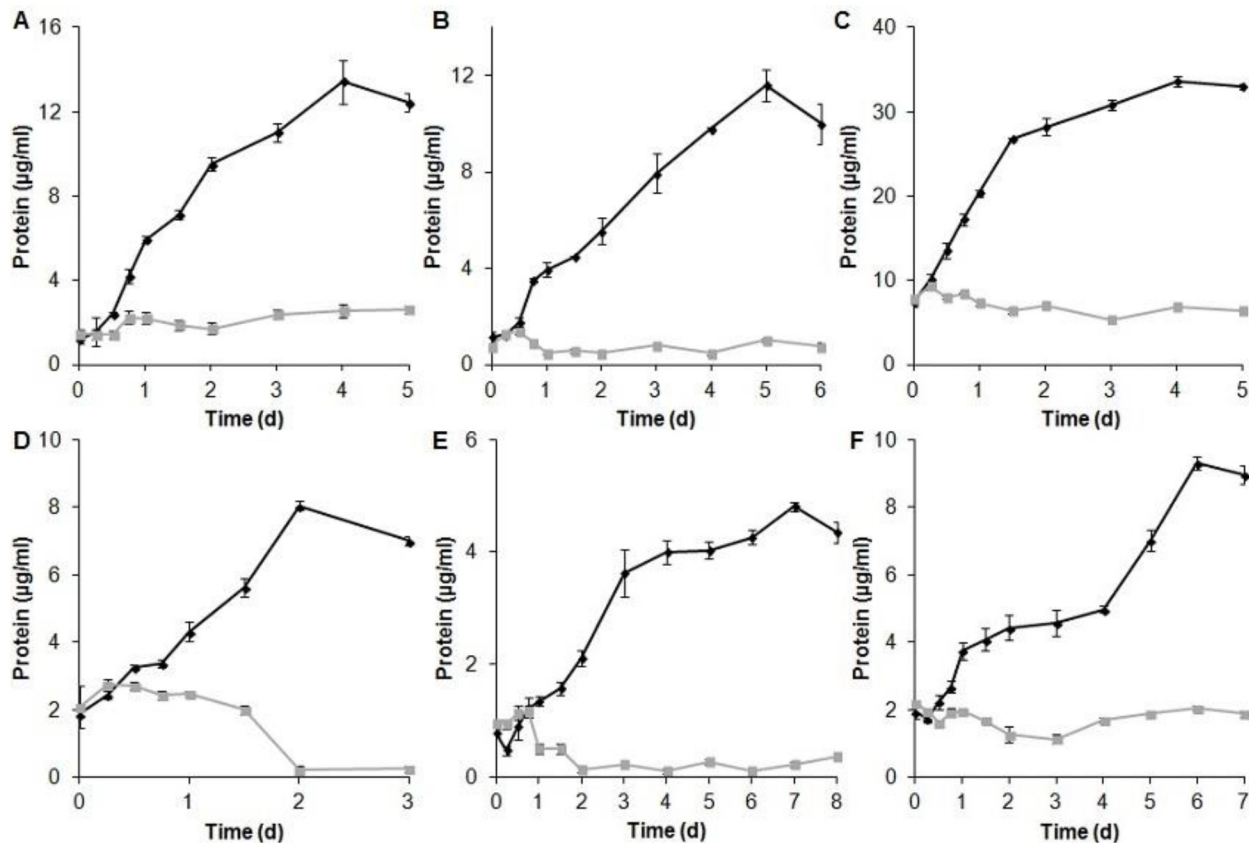 A
Protein (µg/ml)
16
12
8
4
0
0 1 2 3 4 5
Time (d)
B
Protein (µg/ml)
12
8
4
0
0 1 2 3 4 5 6
Time (d)
C
Protein (µg/ml)
40
30
20
10
0
0 1 2 3 4 5
Time (d)
D
Protein (µg/ml)
10
8
6
4
2
0
0 1 2 3
Time (d)
E
Protein (µg/ml)
6
4
2
0
0 1 2 3 4 5 6 7 8
Time (d)
F
Protein (µg/ml)
10
8
6
4
2
0
0 1 2 3 4 5 6 7
Time (d)